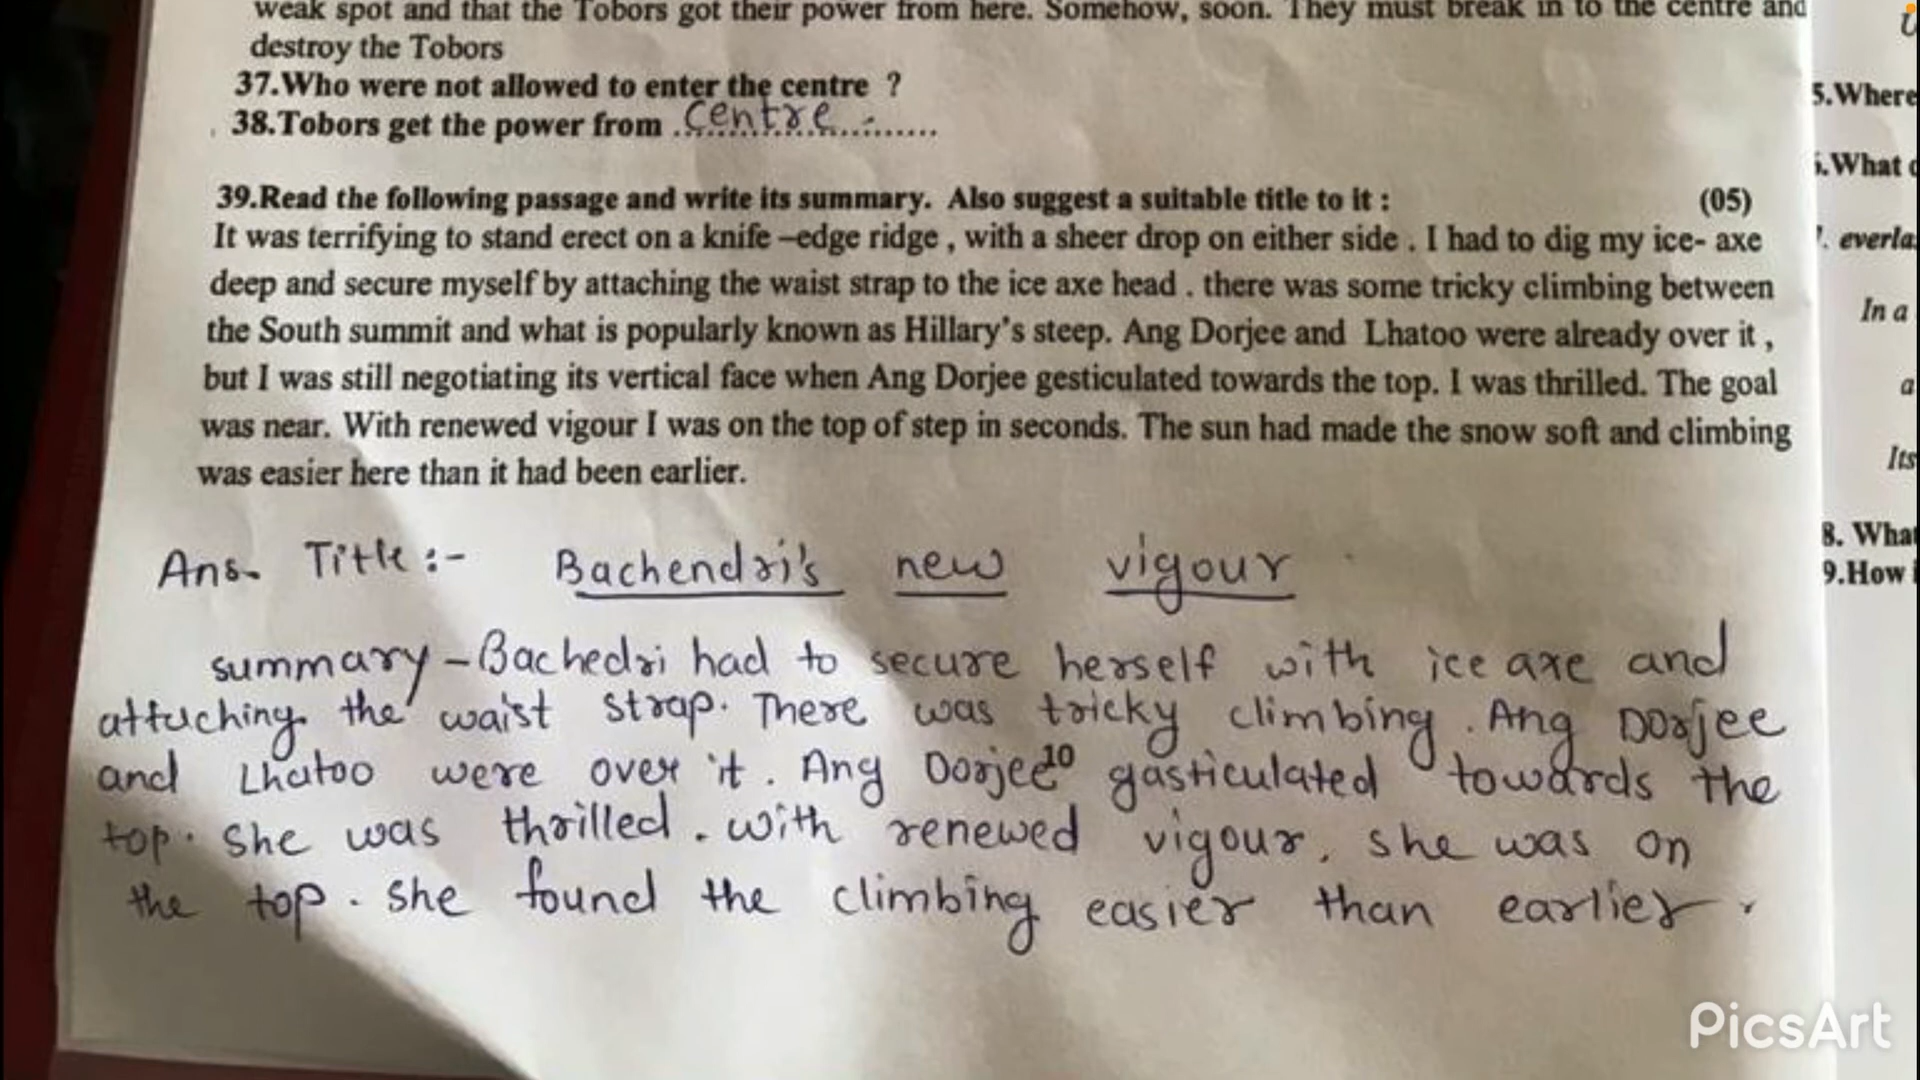 weak spot and that the Tobors got their power from here. Somehow, soon. They must break in to the centre and
destroy the Tobors
37.Who were not allowed to enter the centre ?
38.Tobors get the power from ..centre..........
39.Read the following passage and write its summary. Also suggest a suitable title to it : (05)
It was terrifying to stand erect on a knife –edge ridge , with a sheer drop on either side . I had to dig my ice- axe
deep and secure myself by attaching the waist strap to the ice axe head . there was some tricky climbing between
the South summit and what is popularly known as Hillary's steep. Ang Dorjee and Lhatoo were already over it ,
but I was still negotiating its vertical face when Ang Dorjee gesticulated towards the top. I was thrilled. The goal
was near. With renewed vigour I was on the top of step in seconds. The sun had made the snow soft and climbing
was easier here than it had been earlier.
Ans. Title :- Bachendri's new vigour
summary – Bachedri had to secure herself with ice axe and
attuching the waist strap. There was tricky climbing. Ang Dorjee
and Lhatoo were over it. Ang Dorjee gasticulated towards the
10
top. she was thrilled. with renewed vigour, she was on
the top. she found the climbing easier than earlier.
5.Where
.What
. everla
In a
a
Its
8. What
9.How i
PicsArt